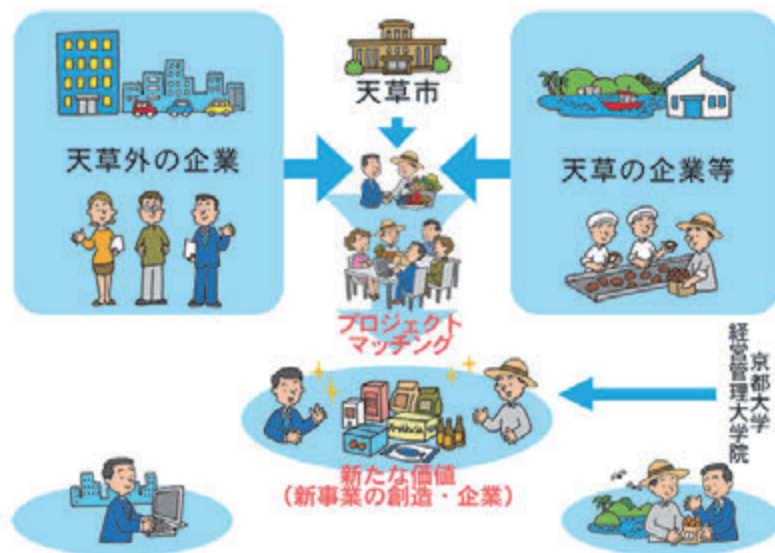 天草市
天草外の企業
天草の企業等
プロジェクト
マッチング
京都大学
経営管理大学院
新たな価値
(新事業の創造・企業)